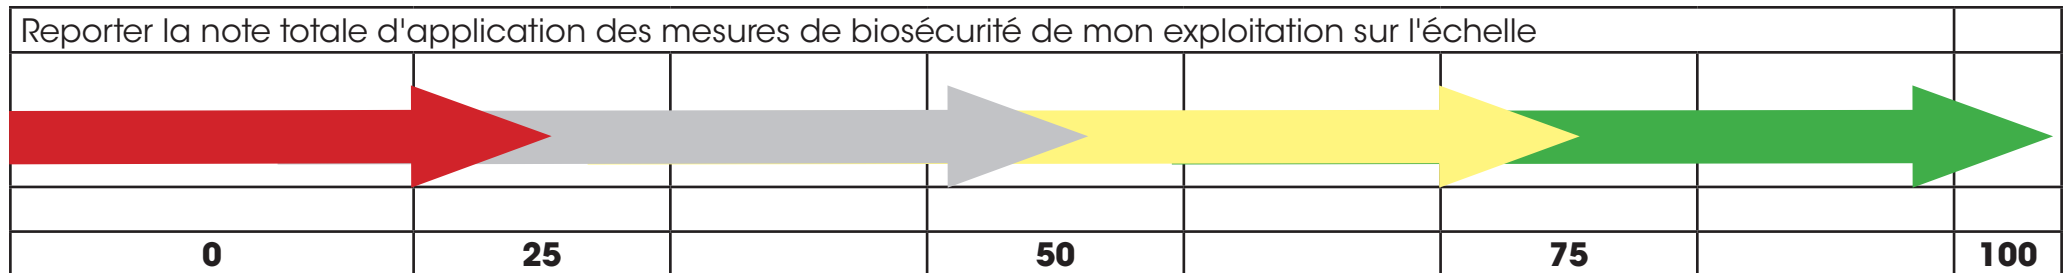 Reporter la note totale d'application des mesures de biosécurité de mon exploitation sur l'échelle
0 25 50 75 100